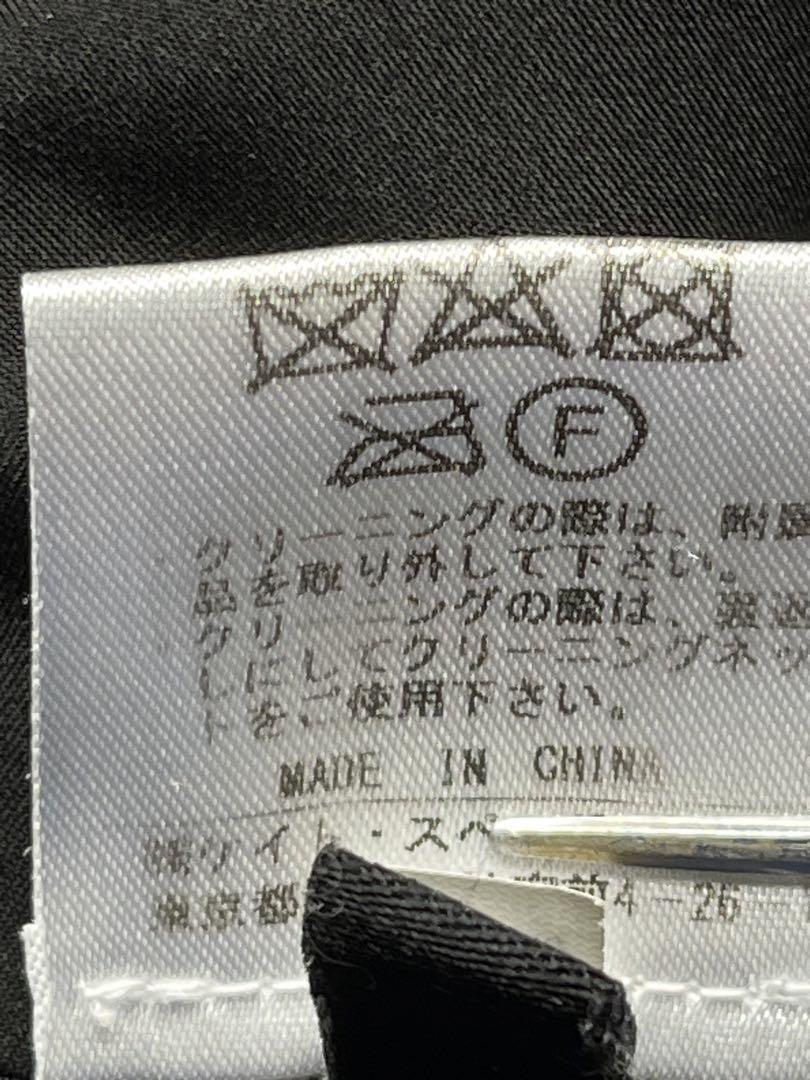 F
クリーニングの際は、附属
品を取り外して下さい。
クリーニングの際は、裏返
しにしてクリーニングネッ
トをご使用下さい。
MADE IN CHINA
㈱ケイト・スペ
東京都 前4-26-